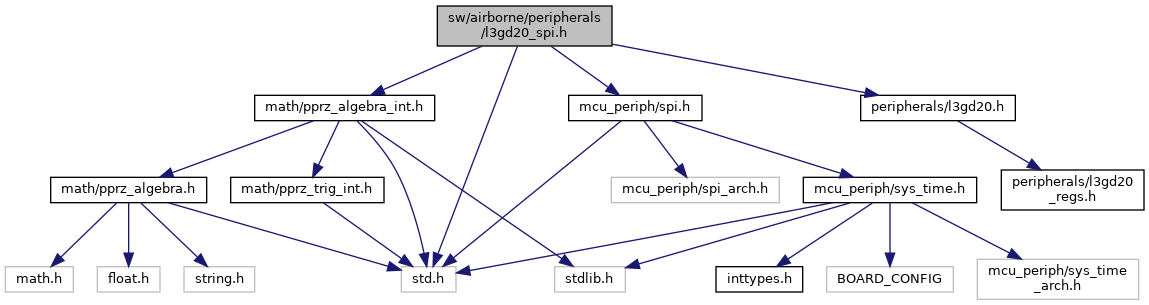 sw/airborne/peripherals
/l3gd20_spi.h
math/pprz_algebra_int.h
mcu_periph/spi.h
peripherals/l3gd20.h
math/pprz_algebra.h
math/pprz_trig_int.h
mcu_periph/spi_arch.h
mcu_periph/sys_time.h
peripherals/l3gd20
_regs.h
math.h
float.h
string.h
std.h
stdlib.h
inttypes.h
BOARD_CONFIG
mcu_periph/sys_time
_arch.h